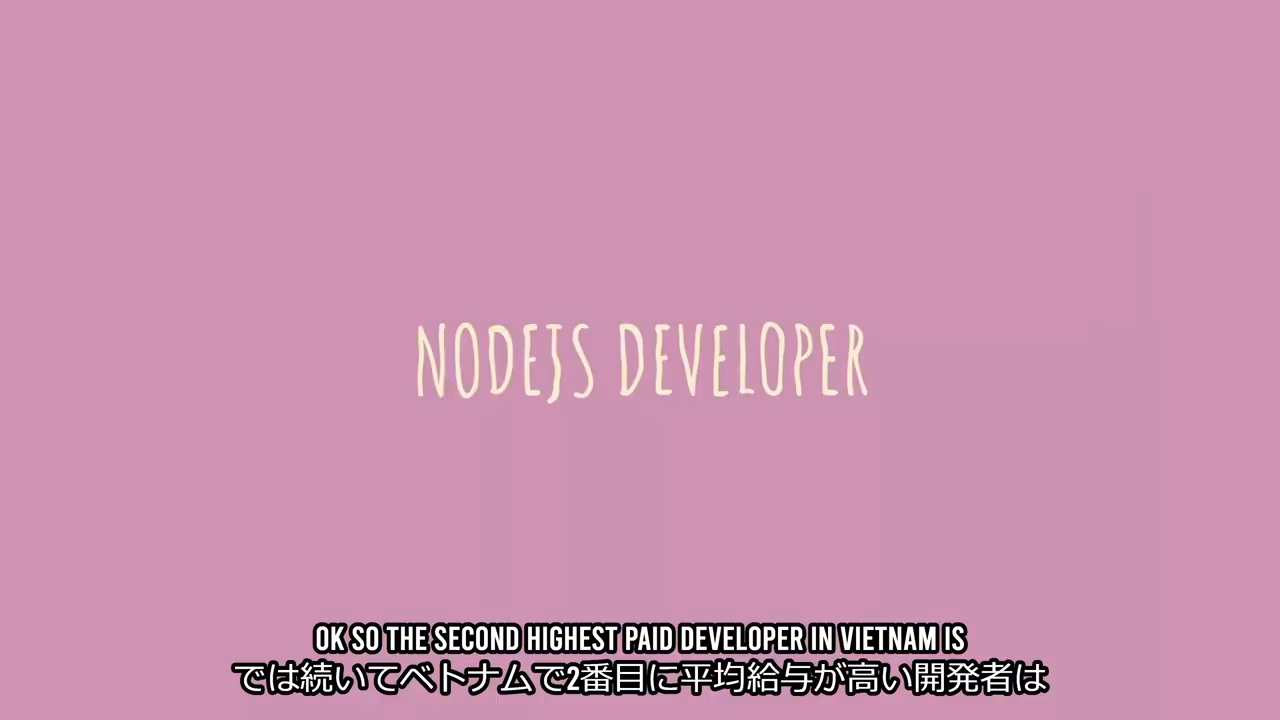 NODEJS DEVELOPER
OK SO THE SECOND HIGHEST PAID DEVELOPER IN VIETNAM IS
では続いてベトナムで2番目に平均給与が高い開発者は